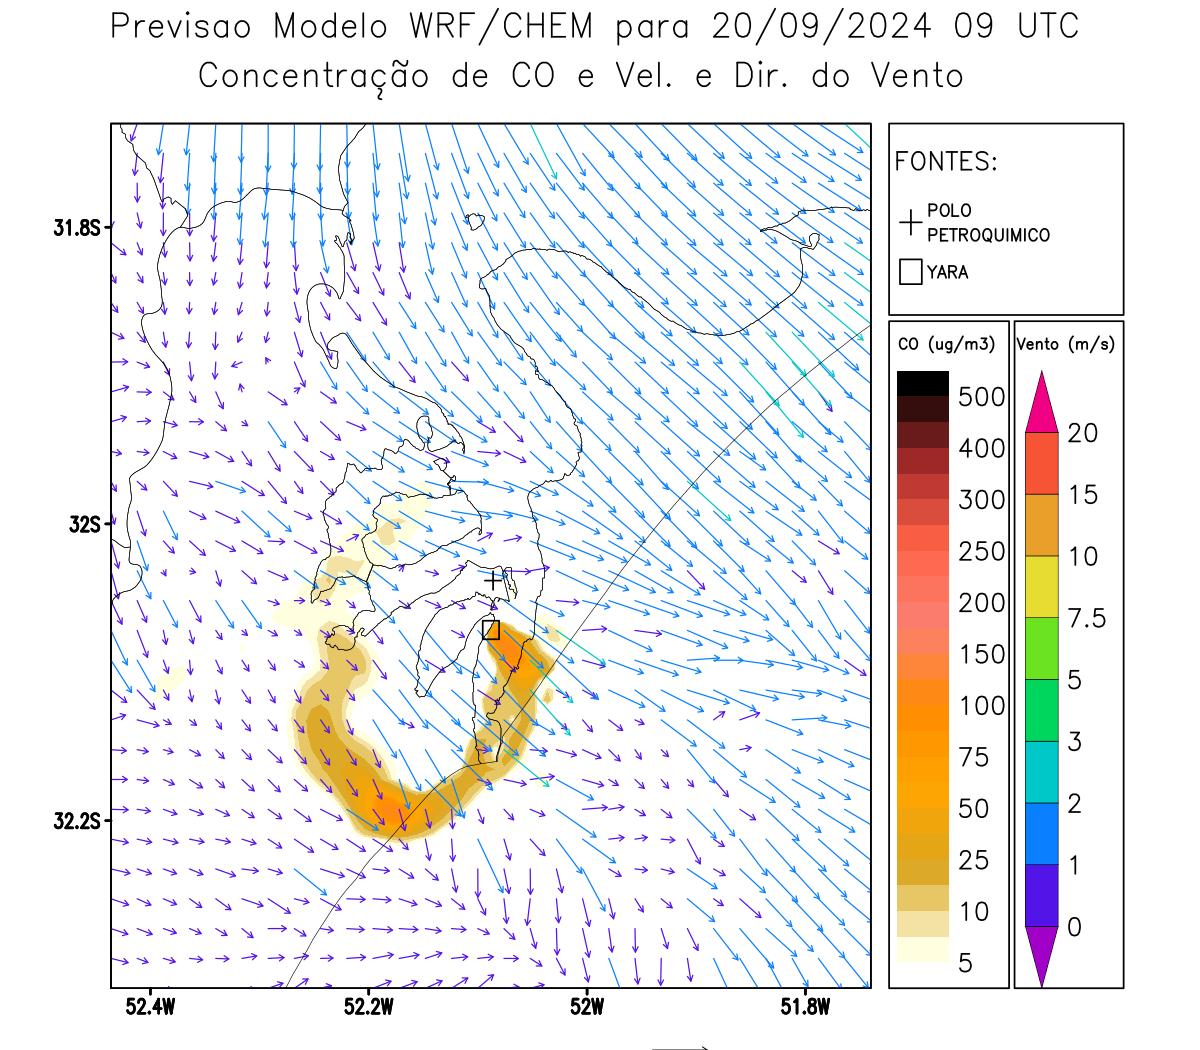 Previsao Modelo WRF/CHEM para 20/09/2024 09 UTC
Concentração de CO e Vel. e Dir. do Vento
FONTES:
POLO
PETROQUIMICO
YARA
CO (ug/m3)
500
400
300
250
200
150
100
75
50
25
10
5
Vento (m/s)
20
15
10
7.5
5
3
2
1
0
31.8S
32S
32.2S
52.4W
52.2W
52W
51.8W